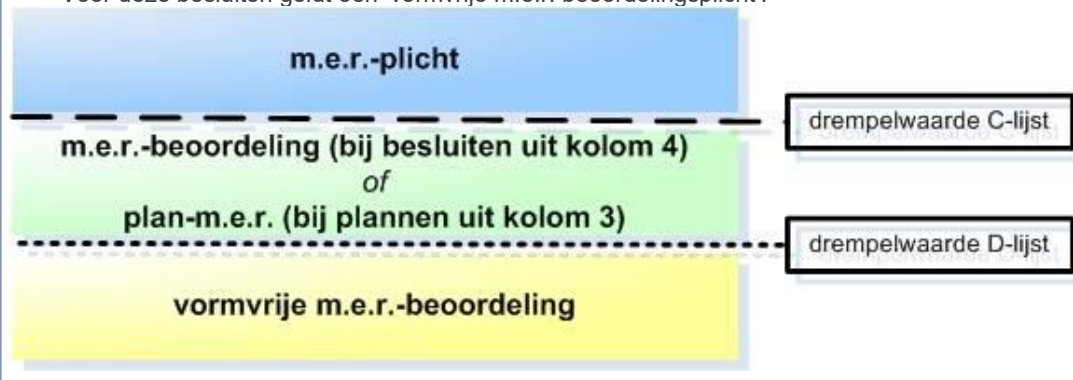 m.e.r.-plicht
drempelwaarde C-lijst
m.e.r.-beoordeling (bij besluiten uit kolom 4)
of
plan-m.e.r. (bij plannen uit kolom 3)
drempelwaarde D-lijst
vormvrije m.e.r.-beoordeling